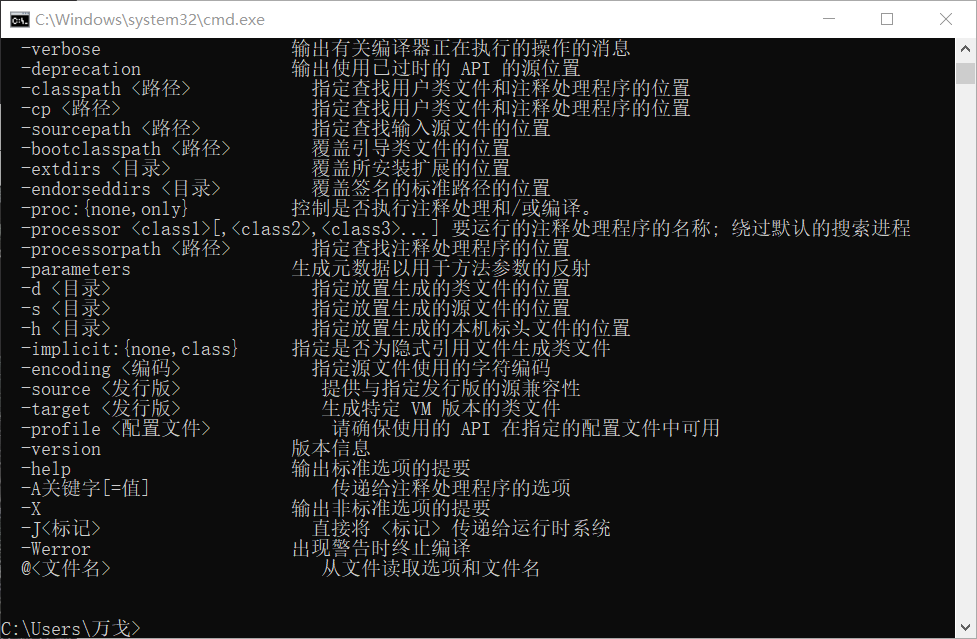 C:\Windows\system32\cmd.exe
-verbose 输出有关编译器正在执行的操作的消息
-deprecation 输出使用已过时的 API 的源位置
-classpath <路径> 指定查找用户类文件和注释处理程序的位置
-cp <路径> 指定查找用户类文件和注释处理程序的位置
-sourcepath <路径> 指定查找输入源文件的位置
-bootclasspath <路径> 覆盖引导类文件的位置
-extdirs <目录> 覆盖所安装扩展的位置
-endorseddirs <目录> 覆盖签名的标准路径的位置
-proc:{none,only} 控制是否执行注释处理和/或编译。
-processor <class1>[,<class2>,<class3>...] 要运行的注释处理程序的名称; 绕过默认的搜索进程
-processorpath <路径> 指定查找注释处理程序的位置
-parameters 生成元数据以用于方法参数的反射
-d <目录> 指定放置生成的类文件的位置
-s <目录> 指定放置生成的源文件的位置
-h <目录> 指定放置生成的本机标头文件的位置
-implicit:{none,class} 指定是否为隐式引用文件生成类文件
-encoding <编码> 指定源文件使用的字符编码
-source <发行版> 提供与指定发行版的源兼容性
-target <发行版> 生成特定 VM 版本的类文件
-profile <配置文件> 请确保使用的 API 在指定的配置文件中可用
-version 版本信息
-help 输出标准选项的提要
-A关键字[=值] 传递给注释处理程序的选项
-X 输出非标准选项的提要
-J<标记> 直接将 <标记> 传递给运行时系统
-Werror 出现警告时终止编译
@<文件名> 从文件读取选项和文件名
C:\Users\万戈>